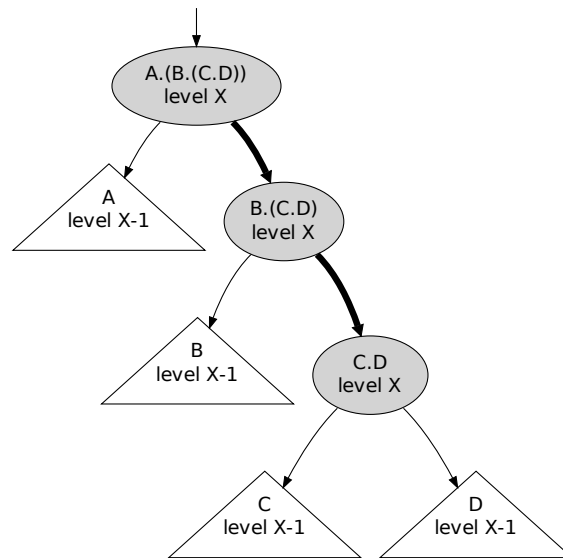 A.(B.(C.D))
level X
A
level X-1
B.(C.D)
level X
B
level X-1
C.D
level X
C
level X-1
D
level X-1